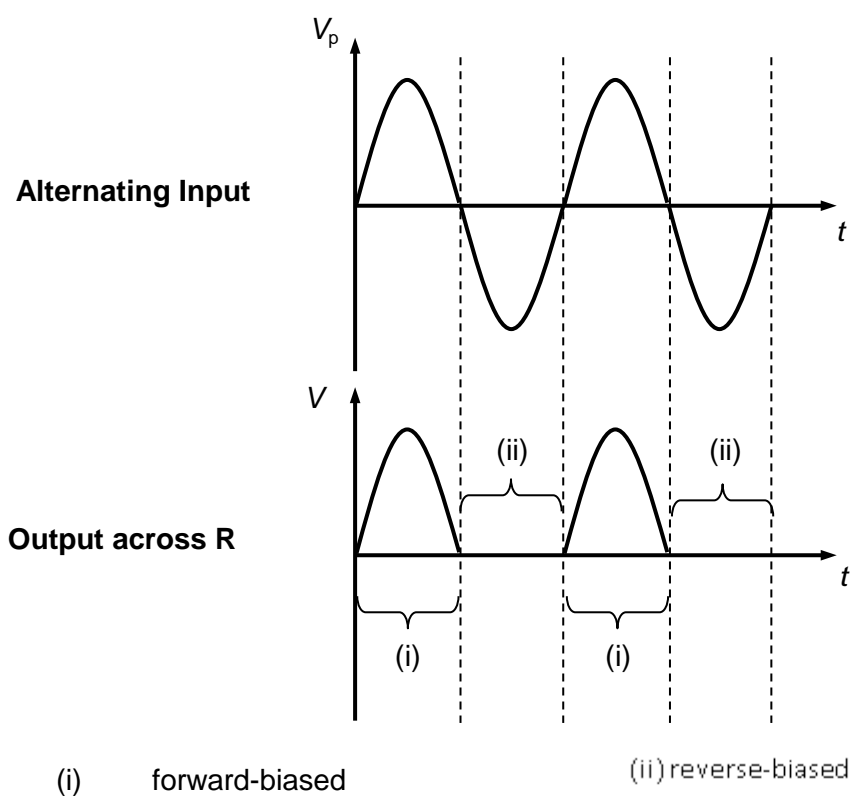 Vp
Alternating Input
t
V
(ii) (ii)
Output across R
t
(i) (i)
(i) forward-biased (ii) reverse-biased